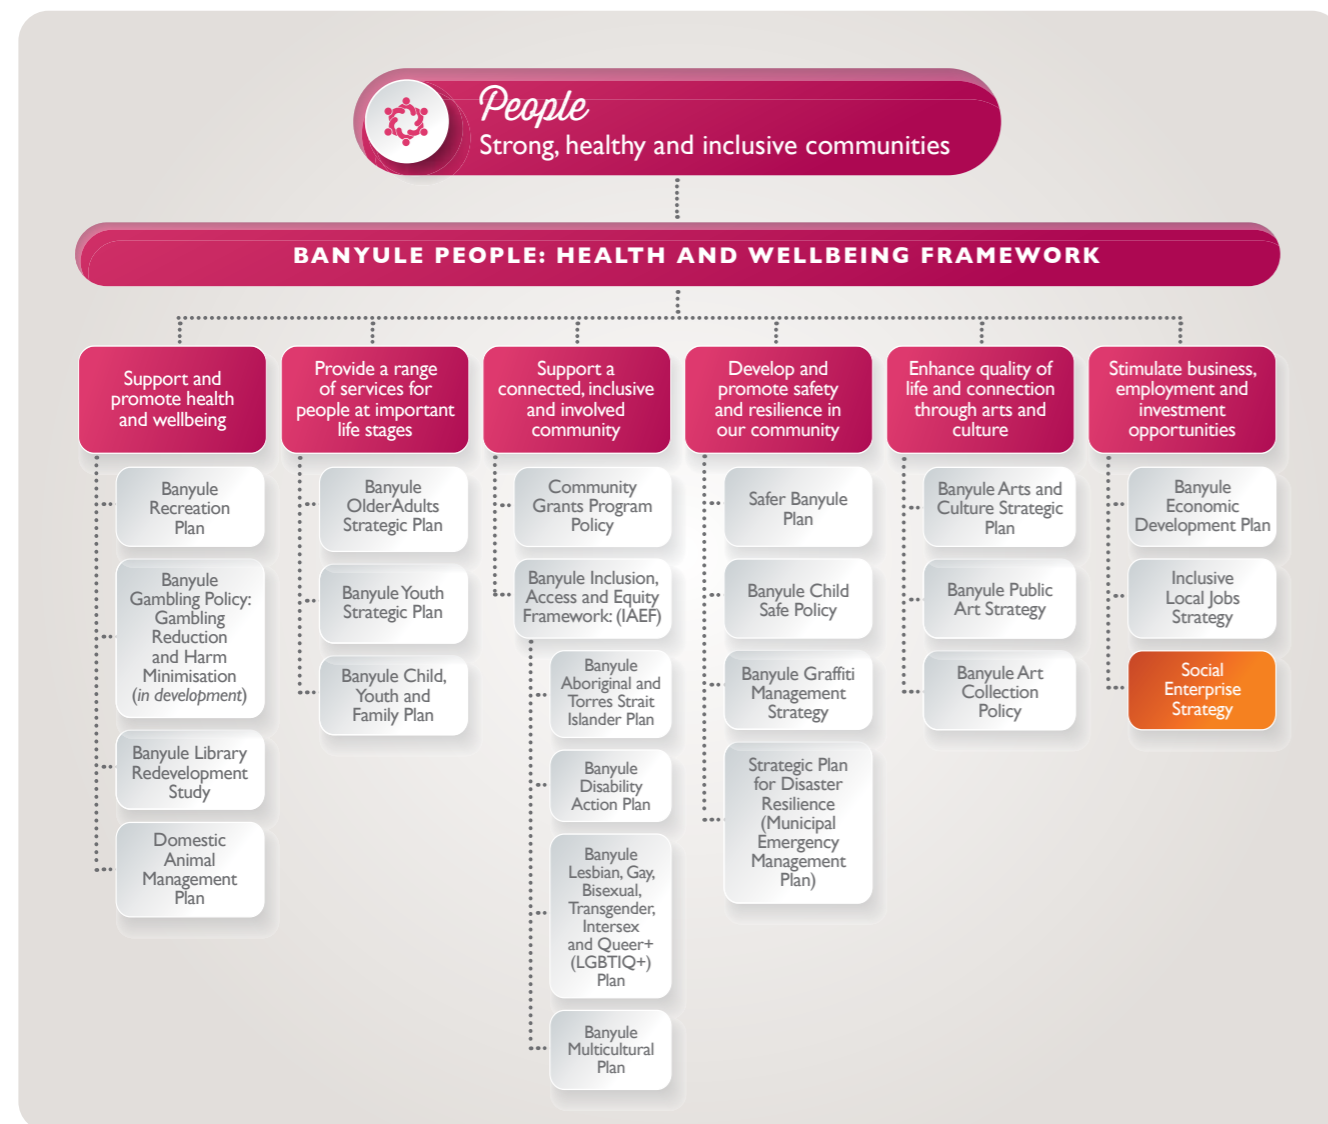 People
Strong, healthy and inclusive communities
BANYULE PEOPLE: HEALTH AND WELLBEING FRAMEWORK
Support and
promote health
and wellbeing
Banyule
Recreation
Plan
Banyule
Gambling Policy:
Gambling
Reduction
and Harm
Minimisation
(in development)
Banyule Library
Redevelopment
Study
Domestic
Animal
Management
Plan
Provide a range
of services for
people at important
life stages
Banyule
OlderAdults
Strategic Plan
Banyule Youth
Strategic Plan
Banyule Child,
Youth and
Family Plan
Support a
connected, inclusive
and involved
community
Community
Grants Program
Policy
Banyule Inclusion,
Access and Equity
Framework: (IAEF)
Banyule
Aboriginal and
Torres Strait
Islander Plan
Banyule
Disability
Action Plan
Banyule
Lesbian, Gay,
Bisexual,
Transgender,
Intersex
and Queer+
(LGBTIQ+)
Plan
Banyule
Multicultural
Plan
Develop and
promote safety
and resilience in
our community
Safer Banyule
Plan
Banyule Child
Safe Policy
Banyule Graffiti
Management
Strategy
Strategic Plan
for Disaster
Resilience
(Municipal
Emergency
Management
Plan)
Enhance quality of
life and connection
through arts and
culture
Banyule Arts and
Culture Strategic
Plan
Banyule Public
Art Strategy
Banyule Art
Collection
Policy
Stimulate business,
employment and
investment
opportunities
Banyule
Economic
Development Plan
Inclusive
Local Jobs
Strategy
Social
Enterprise
Strategy